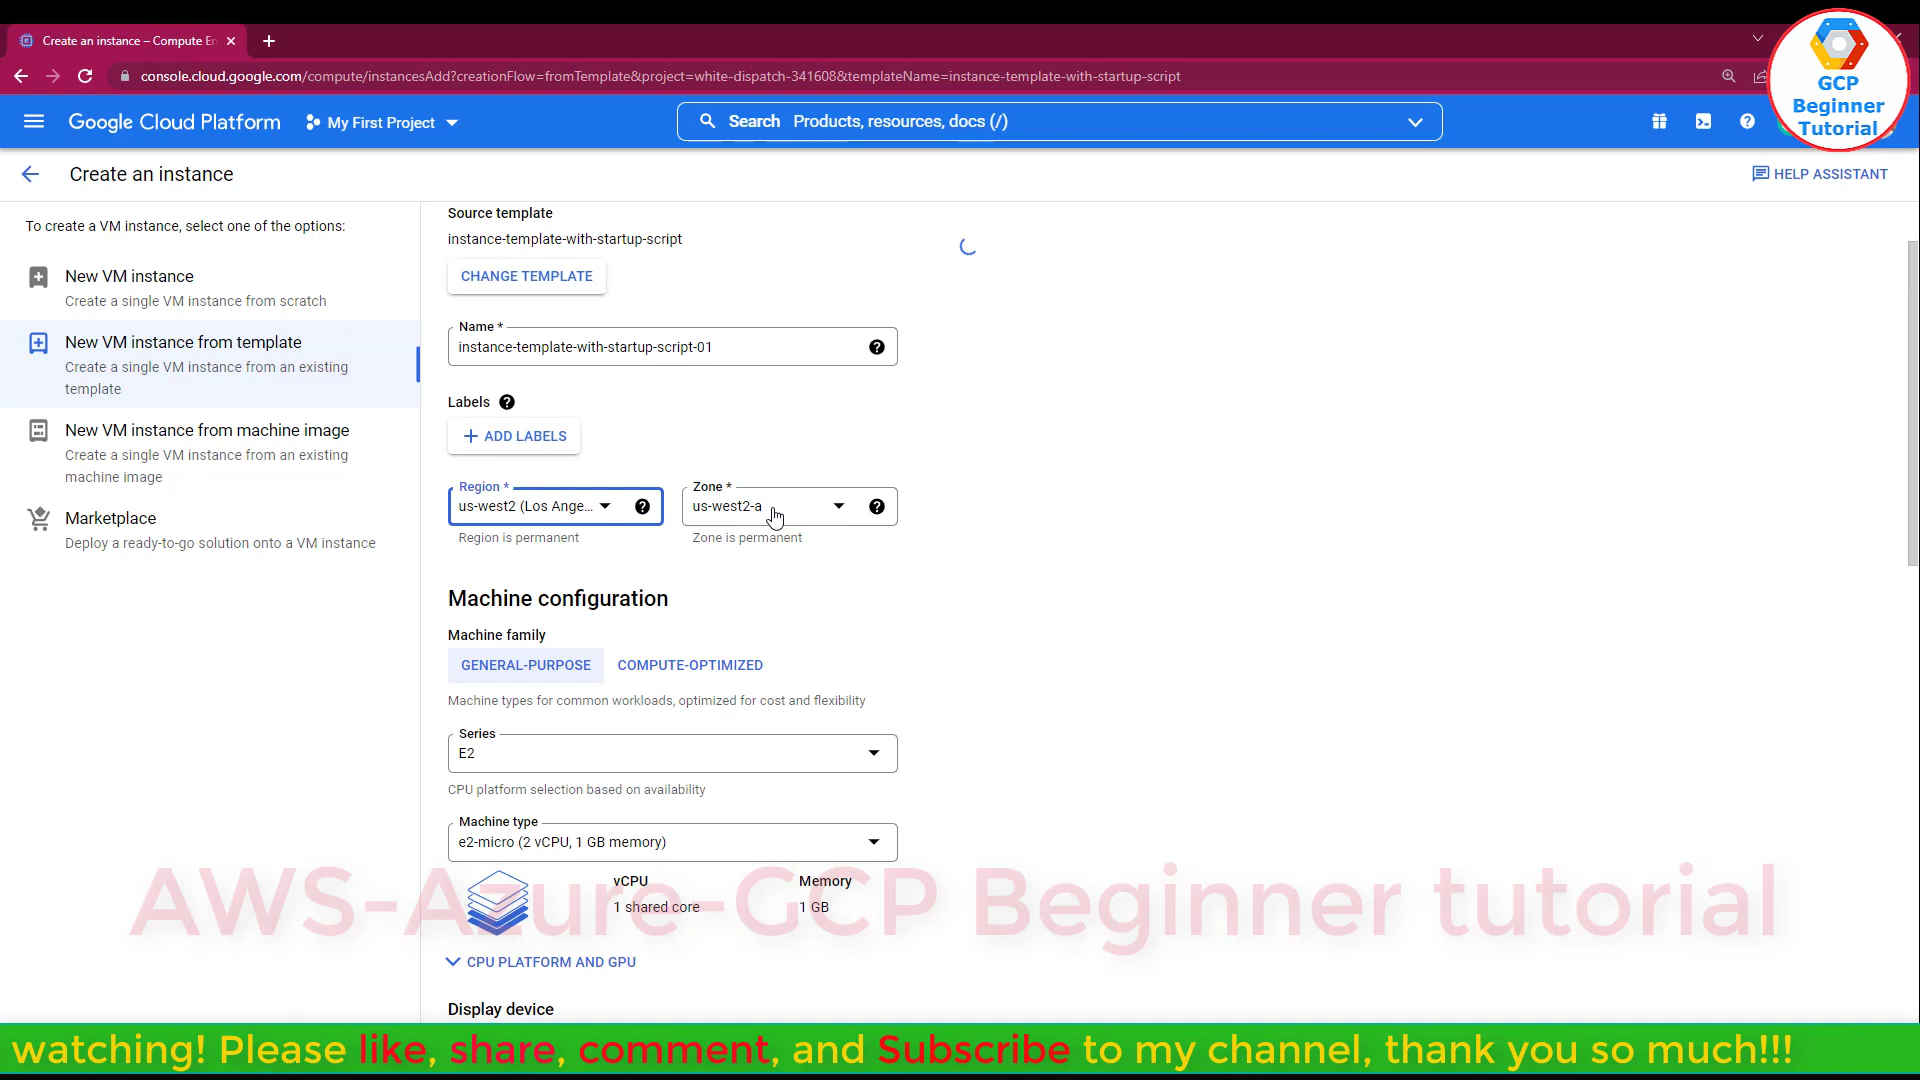 Create an instance – Compute En
console.cloud.google.com/compute/instancesAdd?creationFlow=fromTemplate&project=white-dispatch-341608&templateName=instance-template-with-startup-script
GCP
Beginner
Tutorial
Google Cloud Platform
My First Project
Search Products, resources, docs (/)
Create an instance
HELP ASSISTANT
To create a VM instance, select one of the options:
New VM instance
Create a single VM instance from scratch
New VM instance from template
Create a single VM instance from an existing
template
New VM instance from machine image
Create a single VM instance from an existing
machine image
Marketplace
Deploy a ready-to-go solution onto a VM instance
Source template
instance-template-with-startup-script
CHANGE TEMPLATE
Name *
instance-template-with-startup-script-01
Labels
ADD LABELS
Region *
us-west2 (Los Ange...
Region is permanent
Zone *
us-west2-a
Zone is permanent
Machine configuration
Machine family
GENERAL-PURPOSE
COMPUTE-OPTIMIZED
Machine types for common workloads, optimized for cost and flexibility
Series
E2
CPU platform selection based on availability
Machine type
e2-micro (2 vCPU, 1 GB memory)
vCPU
1 shared core
Memory
1 GB
AWS-Azure-GCP Beginner tutorial
CPU PLATFORM AND GPU
Display device
watching! Please like, share, comment, and Subscribe to my channel, thank you so much!!!